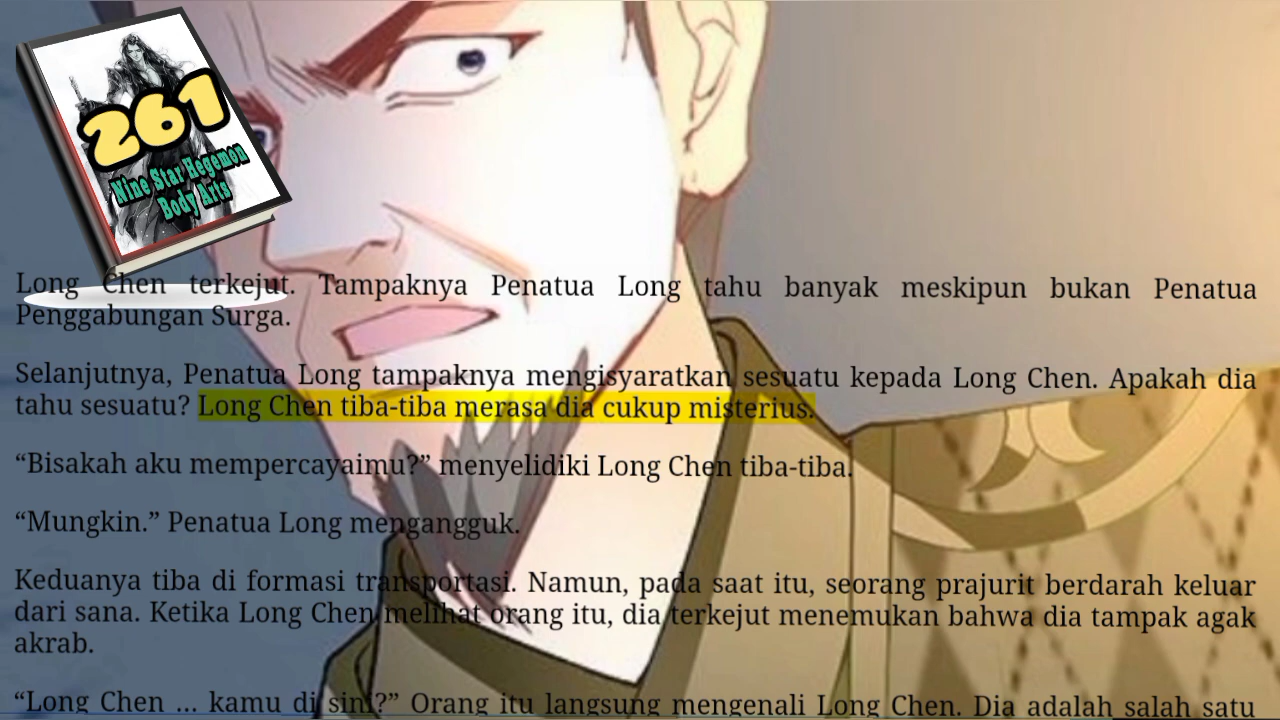 261
Nine Star Hegemon
Body Arts
Long Chen terkejut. Tampaknya Penatua Long tahu banyak meskipun bukan Penatua
Penggabungan Surga.
Selanjutnya, Penatua Long tampaknya mengisyaratkan sesuatu kepada Long Chen. Apakah dia
tahu sesuatu? Long Chen tiba-tiba merasa dia cukup misterius.
“Bisakah aku mempercayaimu?” menyelidiki Long Chen tiba-tiba.
“Mungkin.” Penatua Long mengangguk.
Keduanya tiba di formasi transportasi. Namun, pada saat itu, seorang prajurit berdarah keluar
dari sana. Ketika Long Chen melihat orang itu, dia terkejut menemukan bahwa dia tampak agak
akrab.
“Long Chen … kamu di sini?” Orang itu langsung mengenali Long Chen. Dia adalah salah satu